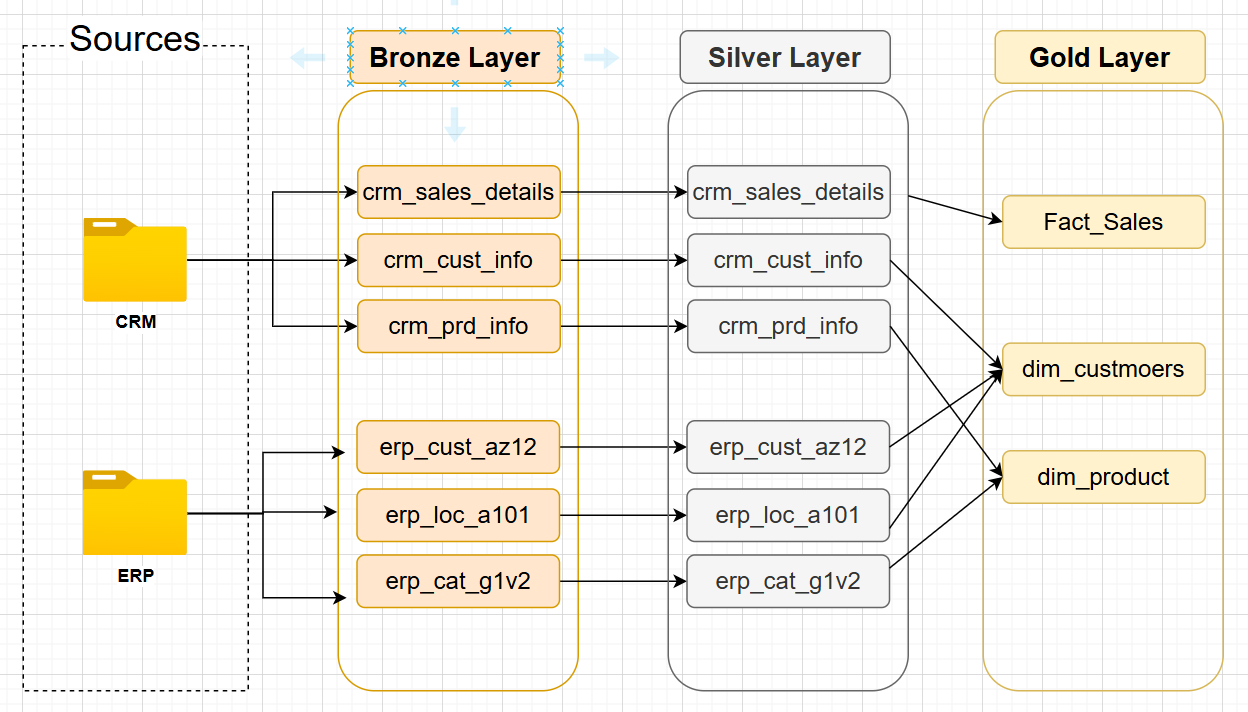 Sources
Bronze Layer
Silver Layer
Gold Layer
crm_sales_details
crm_sales_details
Fact_Sales
crm_cust_info
crm_cust_info
CRM
crm_prd_info
crm_prd_info
dim_custmoers
erp_cust_az12
erp_cust_az12
dim_product
erp_loc_a101
erp_loc_a101
ERP
erp_cat_g1v2
erp_cat_g1v2